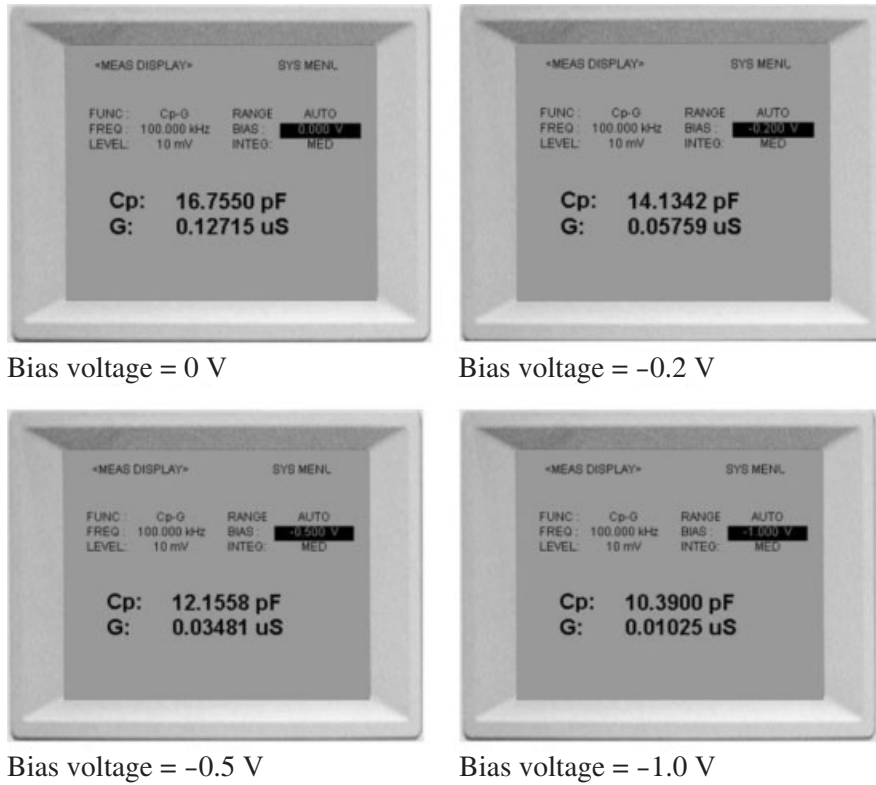 <MEAS DISPLAY> SYS MENU
FUNC : Cp-G RANGE AUTO
FREQ : 100.000 kHz BIAS : 0.000 V
LEVEL: 10 mV INTEG: MED
Cp: 16.7550 pF
G: 0.12715 uS
Bias voltage = 0 V
<MEAS DISPLAY> SYS MENU
FUNC : Cp-G RANGE AUTO
FREQ : 100.000 kHz BIAS : -0.200 V
LEVEL: 10 mV INTEG: MED
Cp: 14.1342 pF
G: 0.05759 uS
Bias voltage = –0.2 V
<MEAS DISPLAY> SYS MENU
FUNC : Cp-G RANGE AUTO
FREQ : 100.000 kHz BIAS : -0.500 V
LEVEL: 10 mV INTEG: MED
Cp: 12.1558 pF
G: 0.03481 uS
Bias voltage = –0.5 V
<MEAS DISPLAY> SYS MENU
FUNC : Cp-G RANGE AUTO
FREQ : 100.000 kHz BIAS : -1.000 V
LEVEL: 10 mV INTEG: MED
Cp: 10.3900 pF
G: 0.01025 uS
Bias voltage = –1.0 V